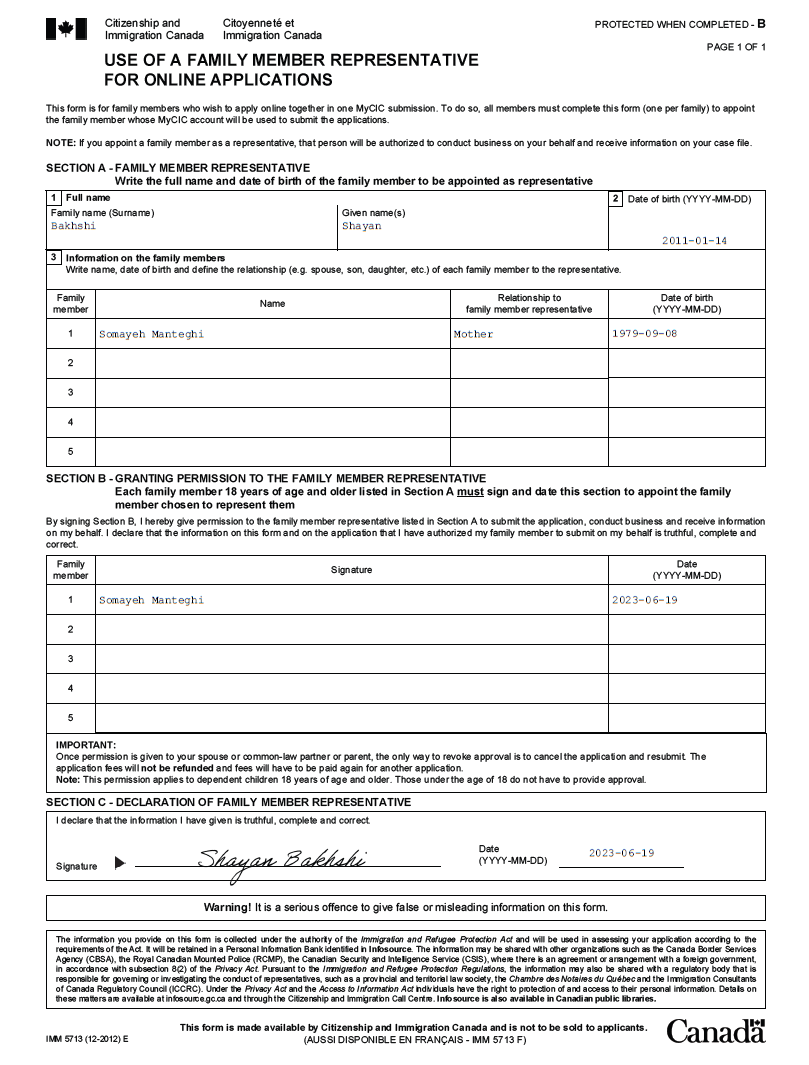 Citizenship and Citoyenneté et
Immigration Canada Immigration Canada
PROTECTED WHEN COMPLETED - B
PAGE 1 OF 1
USE OF A FAMILY MEMBER REPRESENTATIVE
FOR ONLINE APPLICATIONS
This form is for family members who wish to apply online together in one MyCIC submission. To do so, all members must complete this form (one per family) to appoint
the family member whose MyCIC account will be used to submit the applications.
NOTE: If you appoint a family member as a representative, that person will be authorized to conduct business on your behalf and receive information on your case file.
SECTION A - FAMILY MEMBER REPRESENTATIVE
Write the full name and date of birth of the family member to be appointed as representative
1 Full name
2 Date of birth (YYYY-MM-DD)
Family name (Surname) Given name(s)
Bakhshi Shayan
2011-01-14
3 Information on the family members
Write name, date of birth and define the relationship (e.g. spouse, son, daughter, etc.) of each family member to the representative.
Family member Name Relationship to family member representative Date of birth (YYYY-MM-DD)
1 Somayeh Manteghi Mother 1979-09-08
2
3
4
5
SECTION B - GRANTING PERMISSION TO THE FAMILY MEMBER REPRESENTATIVE
Each family member 18 years of age and older listed in Section A must sign and date this section to appoint the family
member chosen to represent them
By signing Section B, I hereby give permission to the family member representative listed in Section A to submit the application, conduct business and receive information
on my behalf. I declare that the information on this form and on the application that I have authorized my family member to submit on my behalf is truthful, complete and
correct.
Family member Signature Date (YYYY-MM-DD)
1 Somayeh Manteghi 2023-06-19
2
3
4
5
IMPORTANT:
Once permission is given to your spouse or common-law partner or parent, the only way to revoke approval is to cancel the application and resubmit. The
application fees will not be refunded and fees will have to be paid again for another application.
Note: This permission applies to dependent children 18 years of age and older. Those under the age of 18 do not have to provide approval.
SECTION C - DECLARATION OF FAMILY MEMBER REPRESENTATIVE
I declare that the information I have given is truthful, complete and correct.
Signature Shayan Bakhshi Date (YYYY-MM-DD) 2023-06-19
Warning! It is a serious offence to give false or misleading information on this form.
The information you provide on this form is collected under the authority of the Immigration and Refugee Protection Act and will be used in assessing your application according to the
requirements of the Act. It will be retained in a Personal Information Bank identified in Infosource. The information may be shared with other organizations such as the Canada Border Services
Agency (CBSA), the Royal Canadian Mounted Police (RCMP), the Canadian Security and Intelligence Service (CSIS), where there is an agreement or arrangement with a foreign government,
in accordance with subsection 8(2) of the Privacy Act. Pursuant to the Immigration and Refugee Protection Regulations, the information may also be shared with a regulatory body that is
responsible for governing or investigating the conduct of representatives, such as a provincial and territorial law society, the Chambre des Notaires du Québec and the Immigration Consultants
of Canada Regulatory Council (ICCRC). Under the Privacy Act and the Access to Information Act individuals have the right to protection of and access to their personal information. Details on
these matters are available at infosource.gc.ca and through the Citizenship and Immigration Call Centre. Infosource is also available in Canadian public libraries.
This form is made available by Citizenship and Immigration Canada and is not to be sold to applicants.
IMM 5713 (12-2012) E (AUSSI DISPONIBLE EN FRANÇAIS - IMM 5713 F) Canada